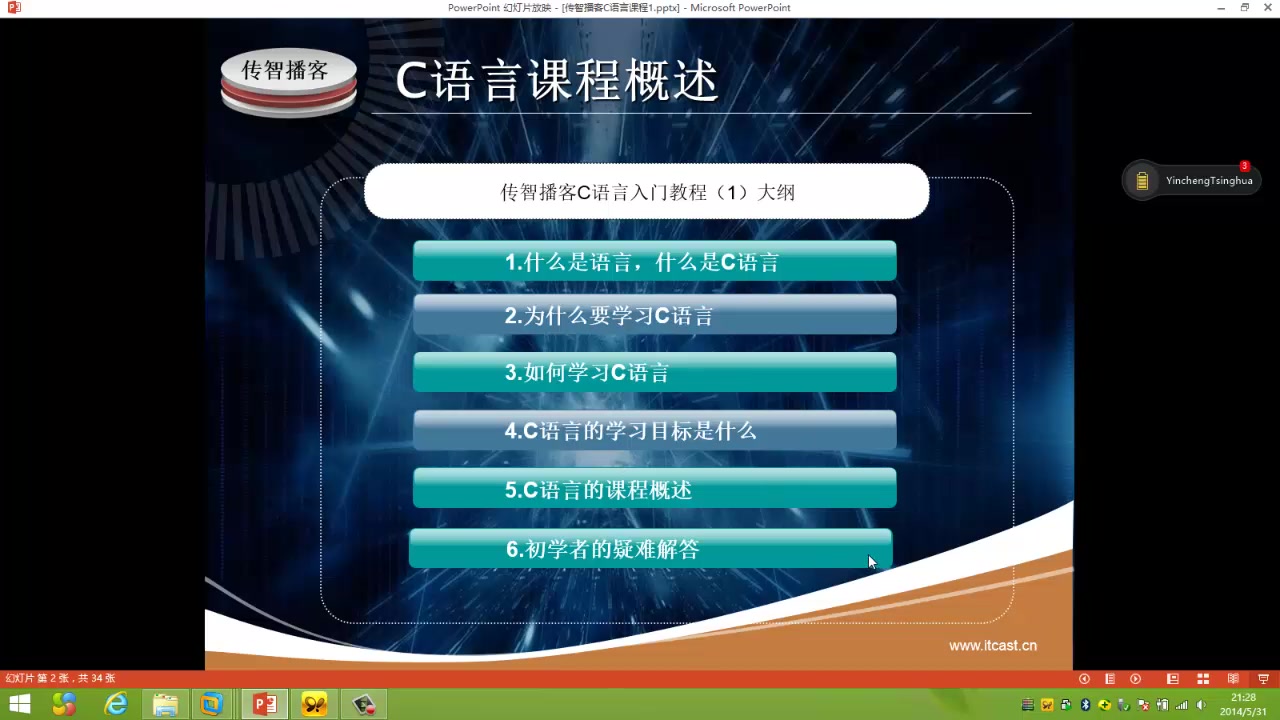 PowerPoint 幻灯片放映 - [传智播客C语言课程1.pptx] - Microsoft PowerPoint
传智播客
C语言课程概述
3
YinchengTsinghua
传智播客C语言入门教程（1）大纲
1.什么是语言，什么是C语言
2.为什么要学习C语言
3.如何学习C语言
4.C语言的学习目标是什么
5.C语言的课程概述
6.初学者的疑难解答
www.itcast.cn
幻灯片 第 2 张 , 共 34 张
21:28
2014/5/31